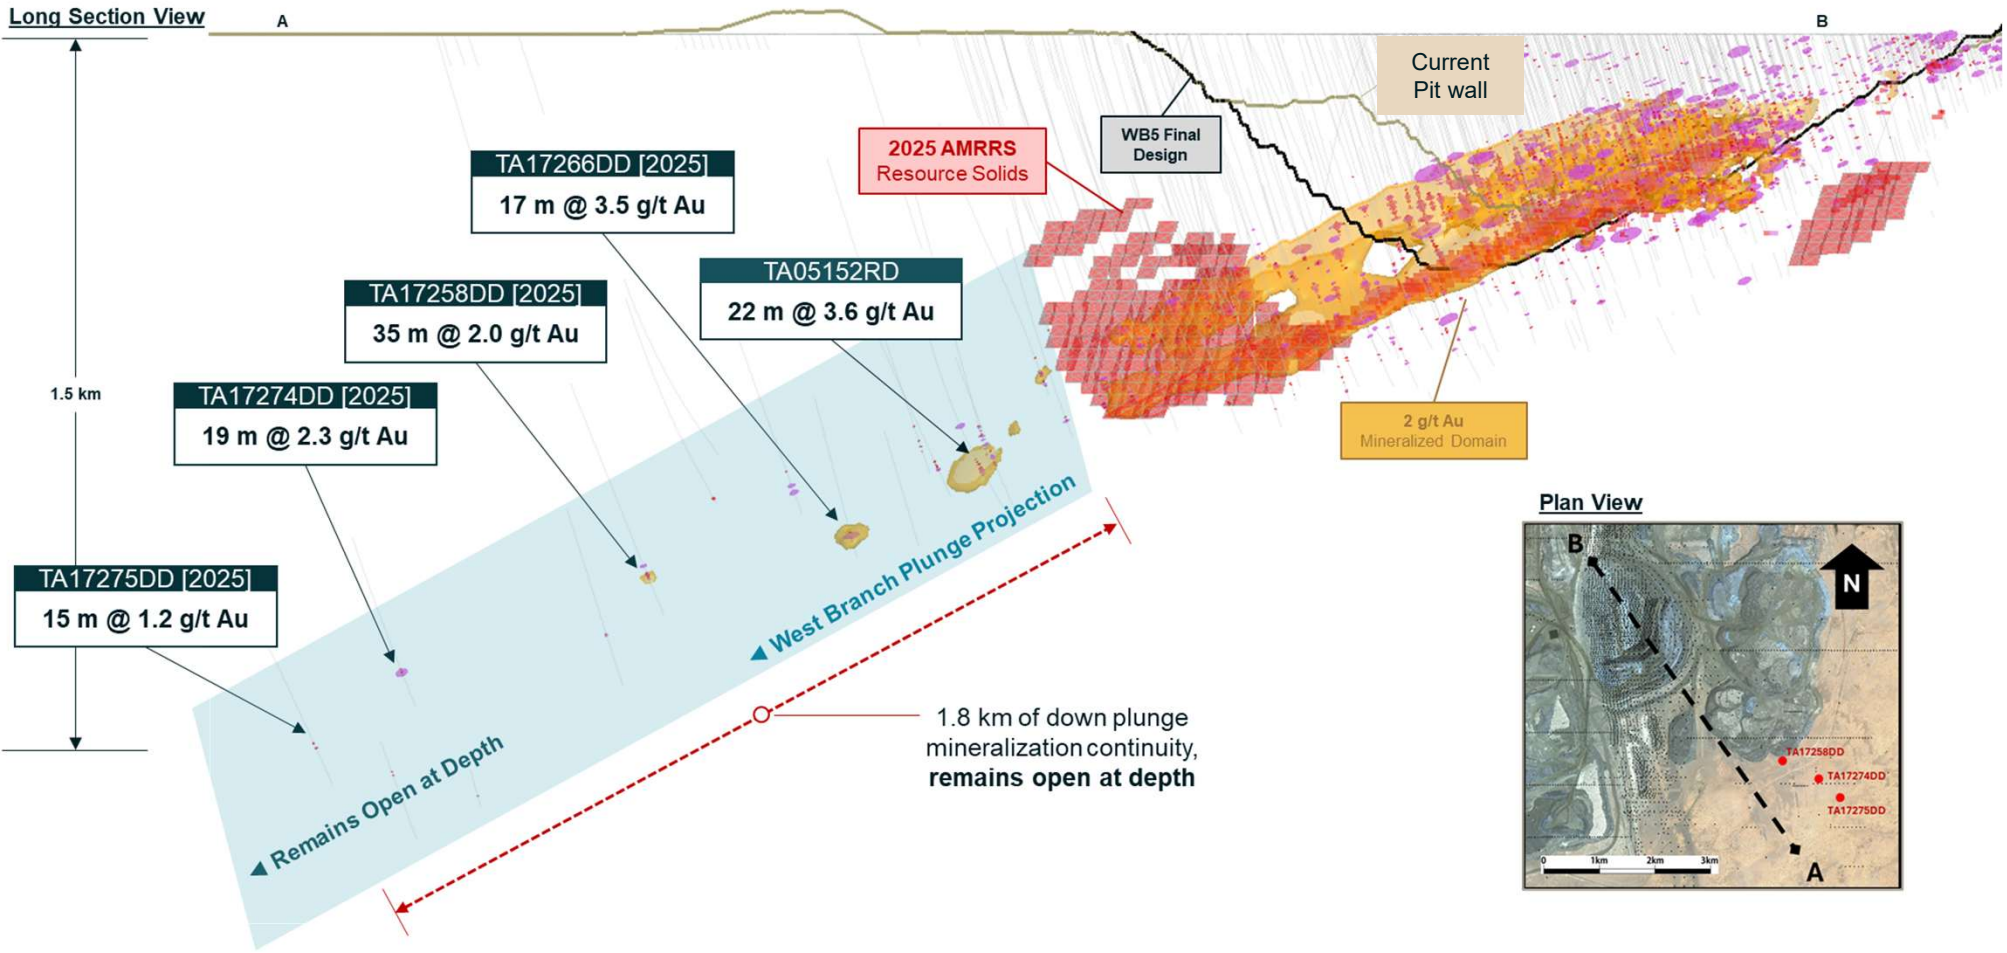 Long Section View
A
B
Current
Pit wall
WB5 Final
Design
2025 AMRRS
Resource Solids
TA17266DD [2025]
17 m @ 3.5 g/t Au
TA05152RD
22 m @ 3.6 g/t Au
TA17258DD [2025]
35 m @ 2.0 g/t Au
1.5 km
TA17274DD [2025]
19 m @ 2.3 g/t Au
2 g/t Au
Mineralized Domain
TA17275DD [2025]
15 m @ 1.2 g/t Au
West Branch Plunge Projection
Remains Open at Depth
1.8 km of down plunge
mineralization continuity,
remains open at depth
Plan View
B
N
TA17258DD
TA17274DD
TA17275DD
0 1km 2km 3km
A